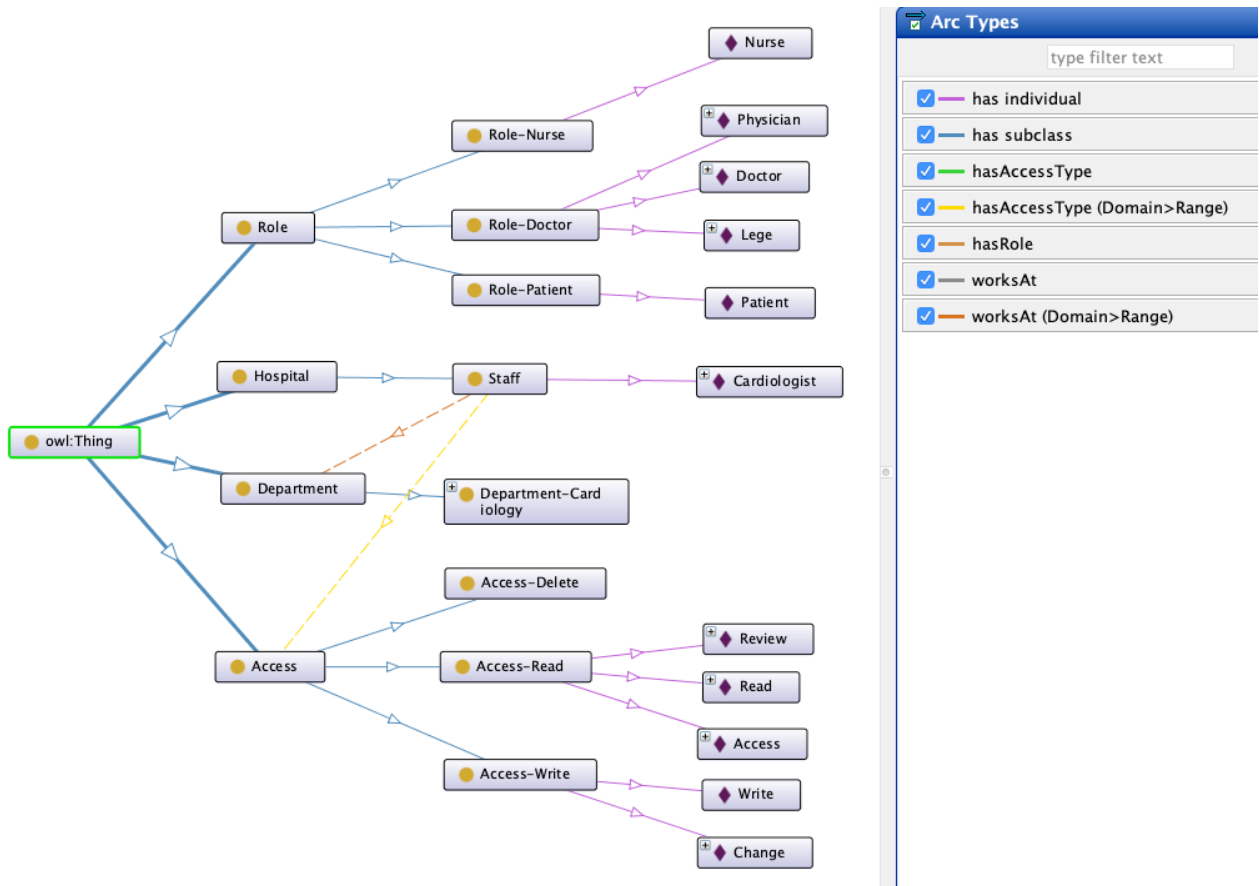 Nurse
Physician
Role-Nurse
Doctor
Role
Role-Doctor
Lege
Role-Patient
Patient
Hospital
Staff
Cardiologist
owl:Thing
Department
Department-Card
iology
Access-Delete
Review
Access
Access-Read
Read
Access
Access-Write
Write
Change
Arc Types
type filter text
has individual
has subclass
hasAccessType
hasAccessType (Domain>Range)
hasRole
worksAt
worksAt (Domain>Range)